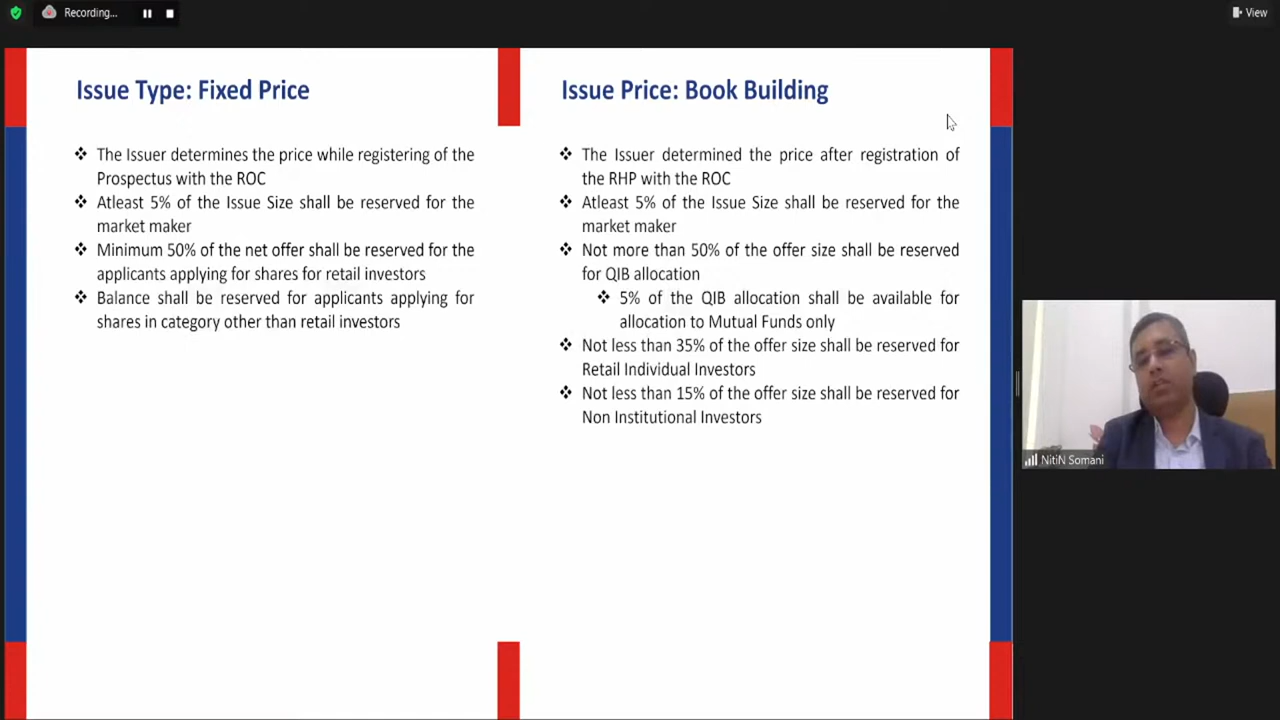 Recording...
View
Issue Type: Fixed Price
❖ The Issuer determines the price while registering of the
Prospectus with the ROC
❖ Atleast 5% of the Issue Size shall be reserved for the
market maker
❖ Minimum 50% of the net offer shall be reserved for the
applicants applying for shares for retail investors
❖ Balance shall be reserved for applicants applying for
shares in category other than retail investors
Issue Price: Book Building
❖ The Issuer determined the price after registration of
the RHP with the ROC
❖ Atleast 5% of the Issue Size shall be reserved for the
market maker
❖ Not more than 50% of the offer size shall be reserved
for QIB allocation
❖ 5% of the QIB allocation shall be available for
allocation to Mutual Funds only
❖ Not less than 35% of the offer size shall be reserved for
Retail Individual Investors
❖ Not less than 15% of the offer size shall be reserved for
Non Institutional Investors
NitiN Somani